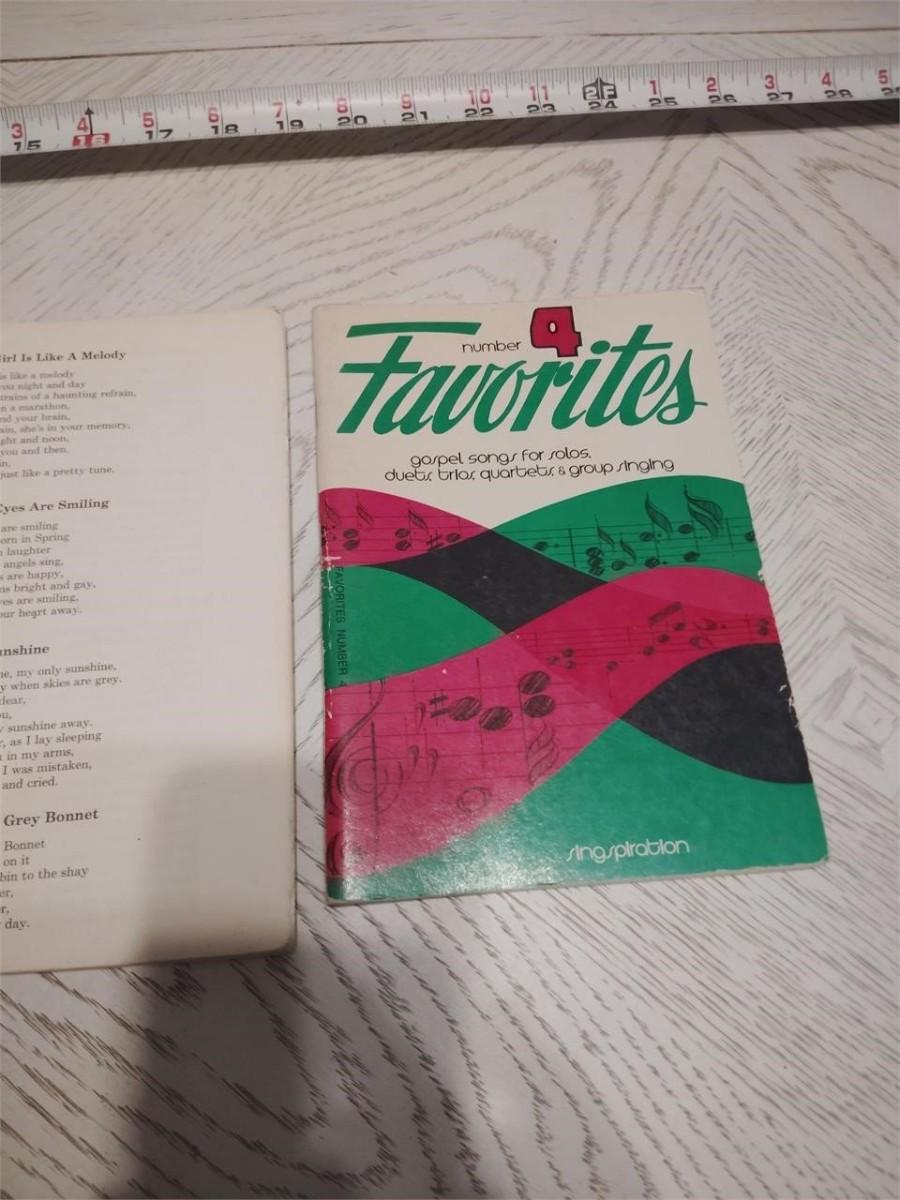 3 4 5 6 7 8 9 10 11 2F 1 2 3 4 5
15 16 17 18 19 20 21 22 23 24 25 26 27 28
irl Is Like A Melody
is like a melody
you night and day
trains of a haunting refrain,
n a marathon,
nd your brain,
ain, she's in your memory,
ght and noon,
you and then,
in,
just like a pretty tune.
Eyes Are Smiling
are smiling
orn in Spring
laughter
angels sing,
s are happy,
ns bright and gay,
yes are smiling,
our heart away.
unshine
ne, my only sunshine,
y when skies are grey.
dear,
ou,
y sunshine away.
r, as I lay sleeping
in my arms,
I was mistaken,
and cried.
Grey Bonnet
Bonnet
on it
bin to the shay
er,
r,
day.
number 4
Favorites
gospel songs for solos,
duets, trios, quartets, & group singing
FAVORITES NUMBER 4
singspiration